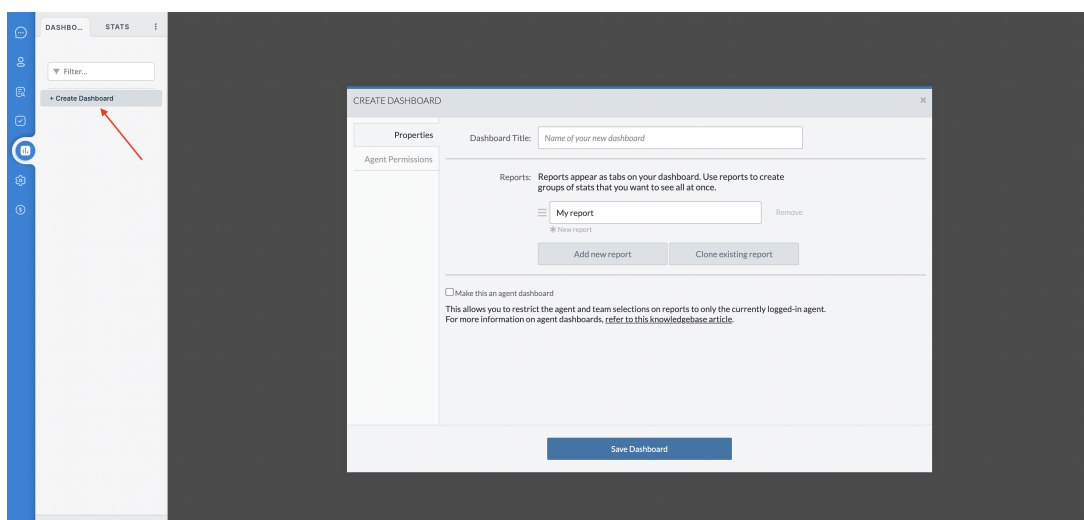 DASHBO...
STATS
Filter...
+ Create Dashboard
CREATE DASHBOARD
×
Properties
Agent Permissions
Dashboard Title:
Name of your new dashboard
Reports:
Reports appear as tabs on your dashboard. Use reports to create
groups of stats that you want to see all at once.
My report
Remove
✱ New report
Add new report
Clone existing report
Make this an agent dashboard
This allows you to restrict the agent and team selections on reports to only the currently logged-in agent.
For more information on agent dashboards, refer to this knowledgebase article.
Save Dashboard